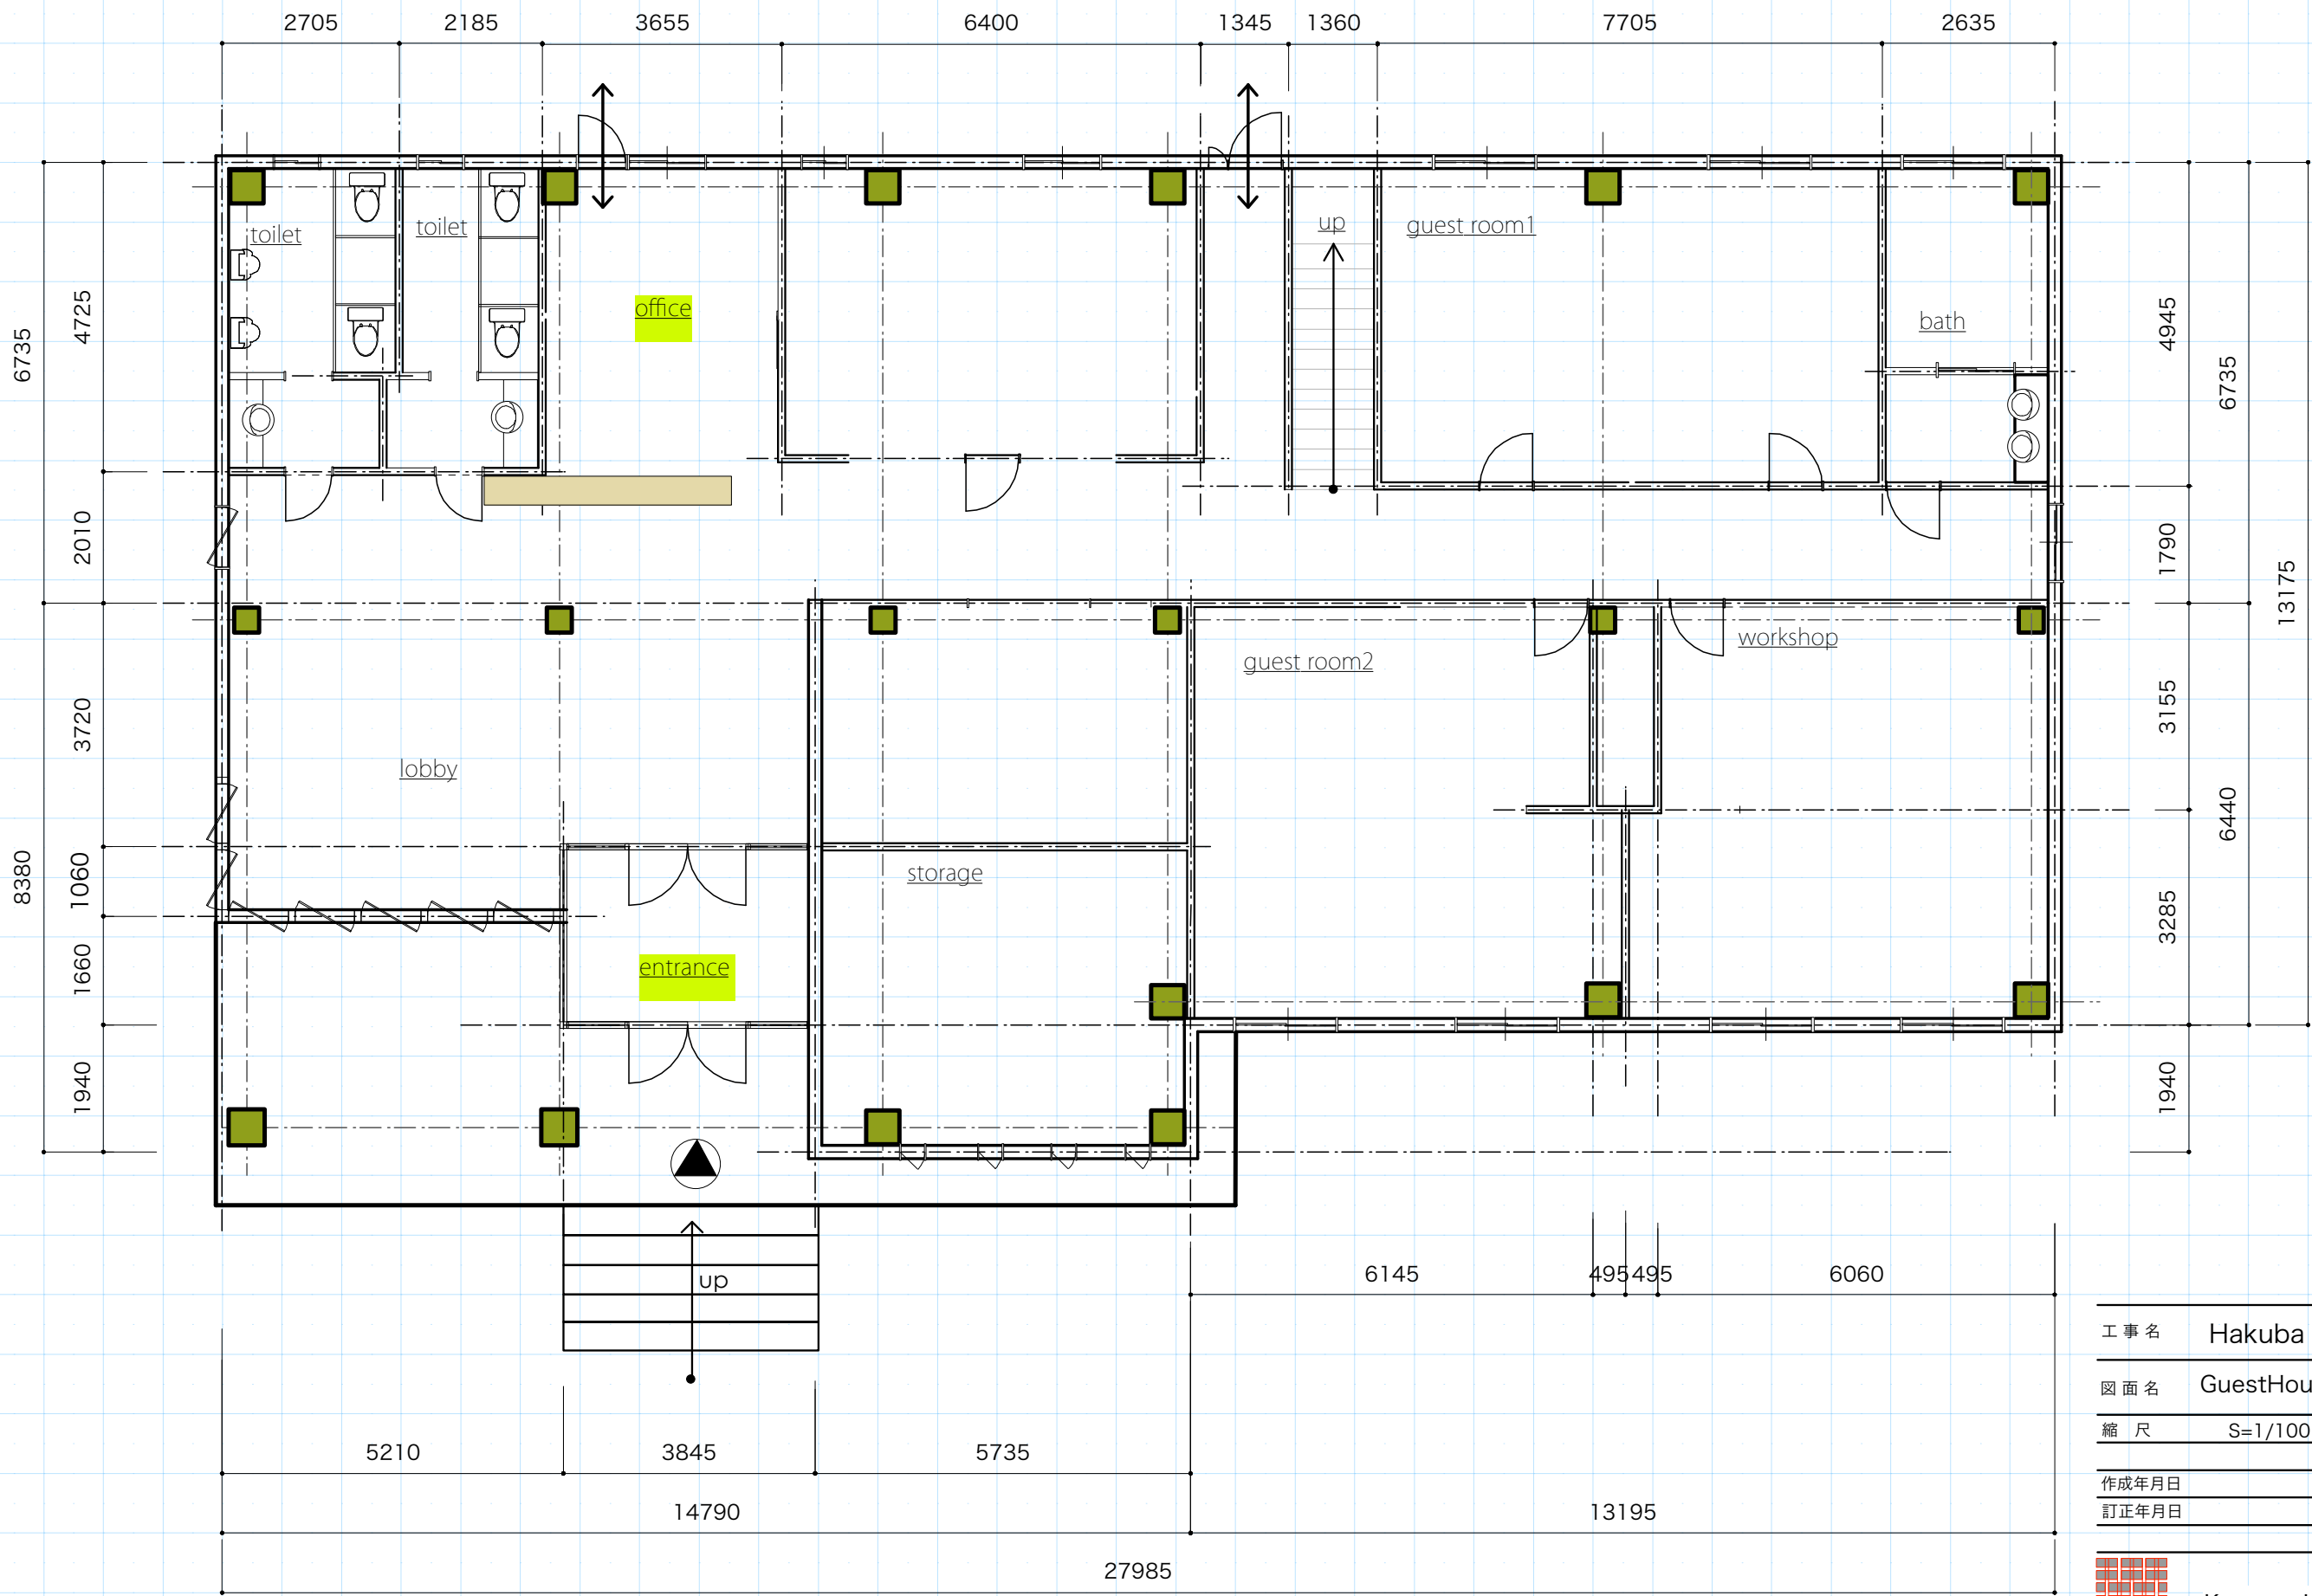 2705 2185 3655 6400 1345 1360 7705 2635
toilet
toilet
office
up
guest room1
bath
6735
4725
2010
3720
8380
1060
1660
1940
4945
6735
1790
13175
3155
6440
3285
1940
guest room2
workshop
lobby
storage
entrance
up
6145 495 495 6060
5210 3845 5735
14790 13195
27985
工事名 Hakuba
図面名 GuestHou
縮 尺 S=1/100
作成年月日
訂正年月日